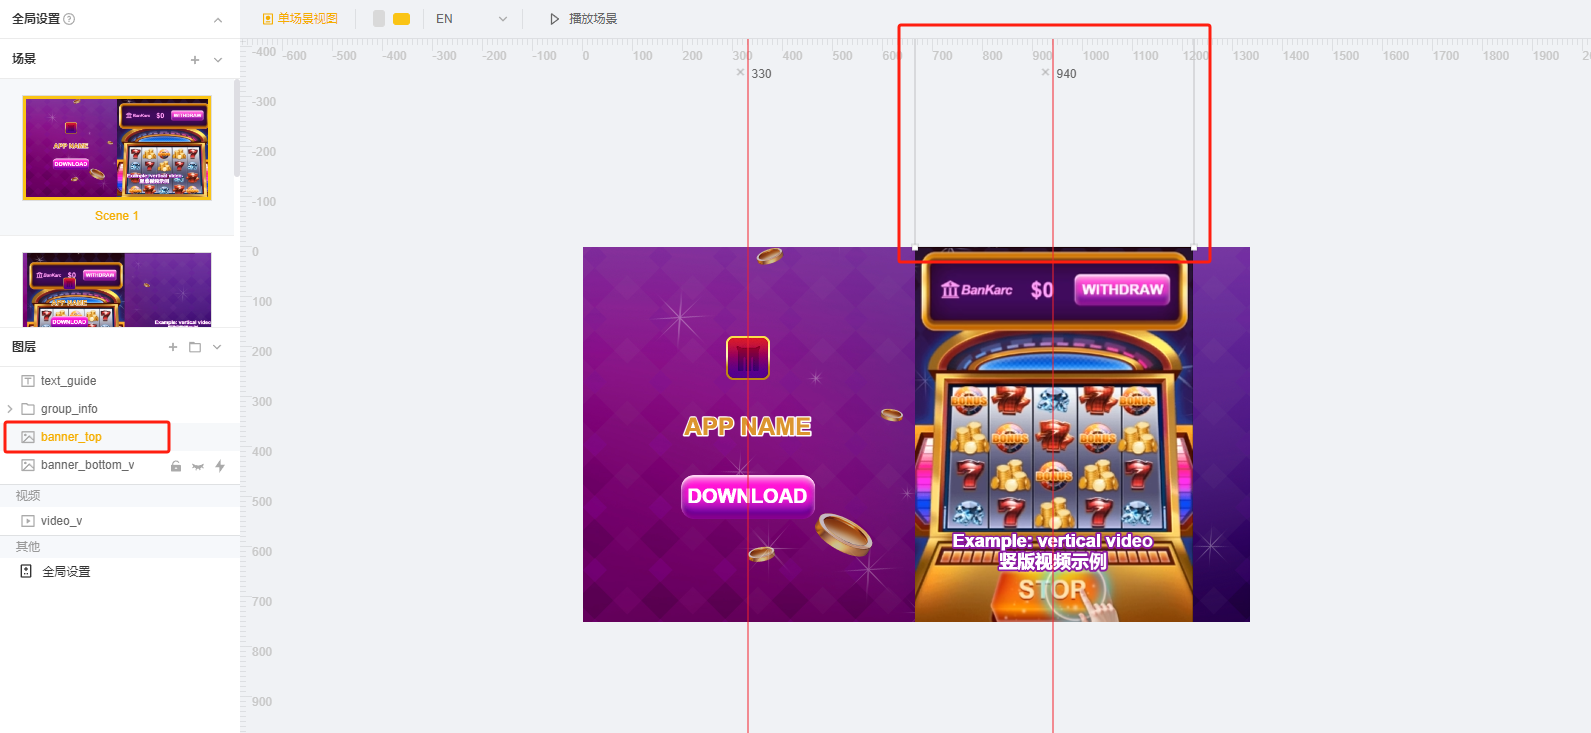 全局设置
单场景视图
EN
播放场景
场景
-600 -500 -400 -300 -200 -100 0 100 200 300 400 500 600 700 800 900 1000 1100 1200 1300 1400 1500 1600 1700 1800 1900
330
940
-400
-300
-200
-100
0
100
200
300
400
500
600
700
800
900
BanKarc $0 WITHDRAW
APP NAME
DOWNLOAD
Example: vertical video
竖版视频示例
Scene 1
BanKarc $0 WITHDRAW
APP NAME
DOWNLOAD
Example: vertical video
图层
text_guide
group_info
banner_top
banner_bottom_v
视频
video_v
其他
全局设置
BanKarc $0 WITHDRAW
BONUS BONUS
BONUS BONUS
BONUS
APP NAME
DOWNLOAD
Example: vertical video
竖版视频示例
STOP